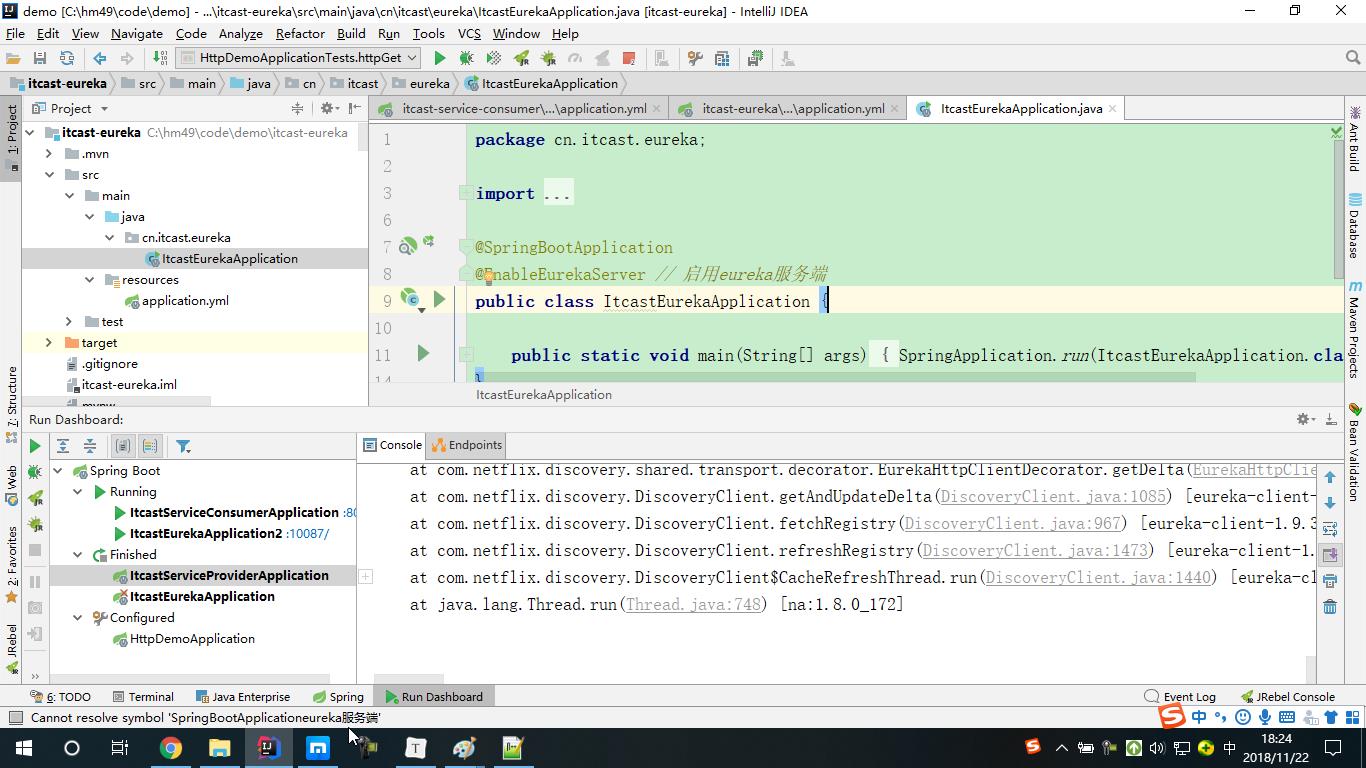 demo [C:\hm49\code\demo] - ...\itcast-eureka\src\main\java\cn\itcast\eureka\ItcastEurekaApplication.java [itcast-eureka] - IntelliJ IDEA
File Edit View Navigate Code Analyze Refactor Build Run Tools VCS Window Help
HttpDemoApplicationTests.httpGet
itcast-eureka src main java cn itcast eureka ItcastEurekaApplication
Project
itcast-service-consumer\...\application.yml itcast-eureka\...\application.yml ItcastEurekaApplication.java
itcast-eureka C:\hm49\code\demo\itcast-eureka
.mvn
src
main
java
cn.itcast.eureka
ItcastEurekaApplication
resources
application.yml
test
target
.gitignore
itcast-eureka.iml
1 package cn.itcast.eureka;
2
3 import ...
6
7 @SpringBootApplication
8 @EnableEurekaServer // 启用eureka服务端
9 public class ItcastEurekaApplication {
10
11 public static void main(String[] args) { SpringApplication.run(ItcastEurekaApplication.cla
14 }
ItcastEurekaApplication
1: Project
7: Structure
Web
2: Favorites
JRebel
Ant Build
Database
Maven Projects
Bean Validation
Run Dashboard:
Spring Boot
Running
ItcastServiceConsumerApplication :80
ItcastEurekaApplication2 :10087/
Finished
ItcastServiceProviderApplication
ItcastEurekaApplication
Configured
HttpDemoApplication
Console Endpoints
at com.netflix.discovery.shared.transport.decorator.EurekaHttpClientDecorator.getDelta(EurekaHttpClie
at com.netflix.discovery.DiscoveryClient.getAndUpdateDelta(DiscoveryClient.java:1085) [eureka-client-
at com.netflix.discovery.DiscoveryClient.fetchRegistry(DiscoveryClient.java:967) [eureka-client-1.9.3
at com.netflix.discovery.DiscoveryClient.refreshRegistry(DiscoveryClient.java:1473) [eureka-client-1.
at com.netflix.discovery.DiscoveryClient$CacheRefreshThread.run(DiscoveryClient.java:1440) [eureka-cl
at java.lang.Thread.run(Thread.java:748) [na:1.8.0_172]
6: TODO Terminal Java Enterprise Spring Run Dashboard Event Log JRebel Console
Cannot resolve symbol 'SpringBootApplicationeureka服务端'
中
中
18:24
2018/11/22